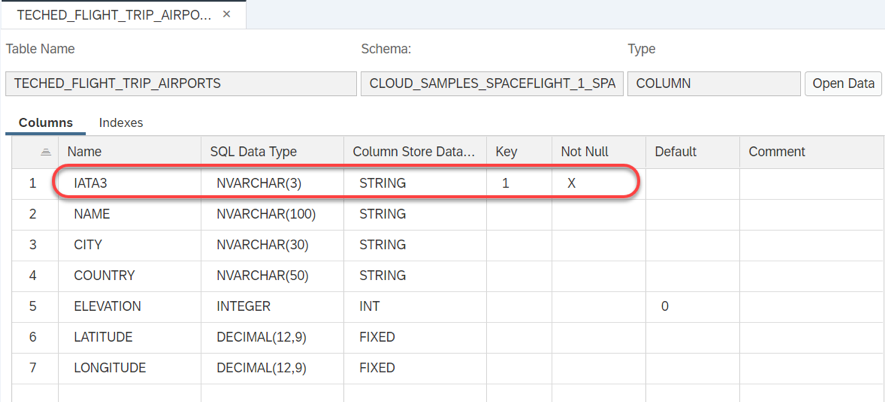 TECHED_FLIGHT_TRIP_AIRPO... ×
Table Name Schema: Type
TECHED_FLIGHT_TRIP_AIRPORTS CLOUD_SAMPLES_SPACEFLIGHT_1_SPA COLUMN Open Data
Columns Indexes
Name SQL Data Type Column Store Data... Key Not Null Default Comment
1 IATA3 NVARCHAR(3) STRING 1 X
2 NAME NVARCHAR(100) STRING
3 CITY NVARCHAR(30) STRING
4 COUNTRY NVARCHAR(50) STRING
5 ELEVATION INTEGER INT 0
6 LATITUDE DECIMAL(12,9) FIXED
7 LONGITUDE DECIMAL(12,9) FIXED